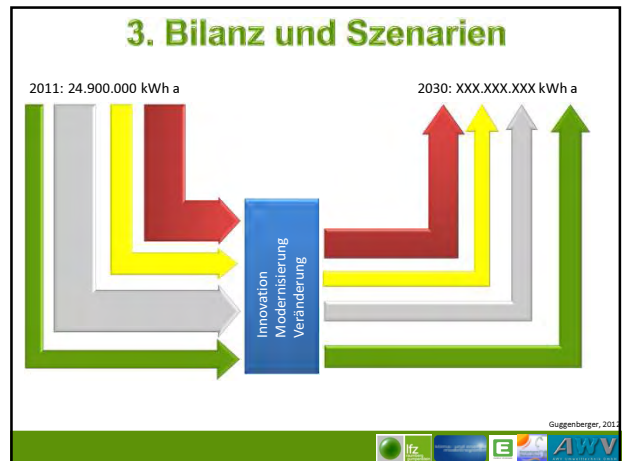 3. Bilanz und Szenarien
2011: 24.900.000 kWh a
2030: XXX.XXX.XXX kWh a
Innovation
Modernisierung
Veränderung
Guggenberger, 2012
lfz
E
AWV